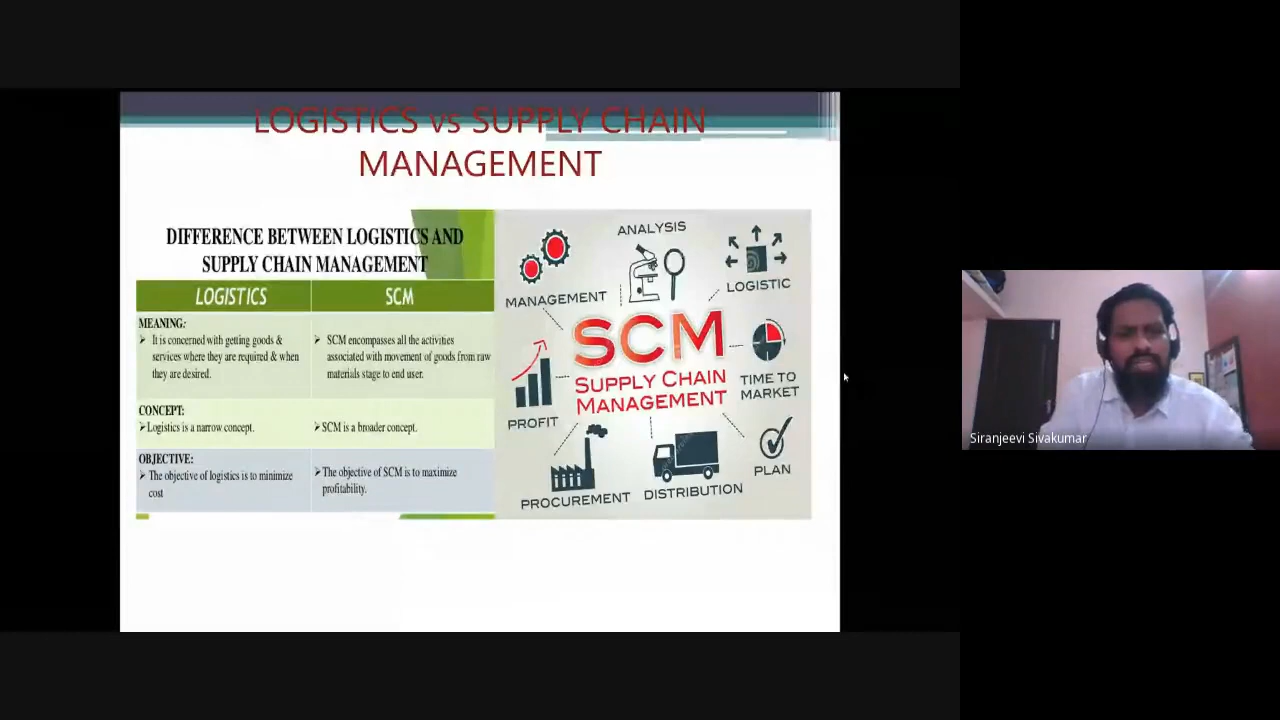 LOGISTICS vs SUPPLY CHAIN
MANAGEMENT
DIFFERENCE BETWEEN LOGISTICS AND
SUPPLY CHAIN MANAGEMENT
LOGISTICS
SCM
MEANING:
➢ It is concerned with getting goods &
services where they are required & when
they are desired.
➢ SCM encompasses all the activities
associated with movement of goods from raw
materials stage to end user.
CONCEPT:
➢Logistics is a narrow concept.
➢SCM is a broader concept.
OBJECTIVE:
➢ The objective of logistics is to minimize
cost
➢The objective of SCM is to maximize
profitability.
ANALYSIS
LOGISTIC
MANAGEMENT
SCM
SUPPLY CHAIN
MANAGEMENT
TIME TO
MARKET
PROFIT
PLAN
PROCUREMENT
DISTRIBUTION
Siranjeevi Sivakumar